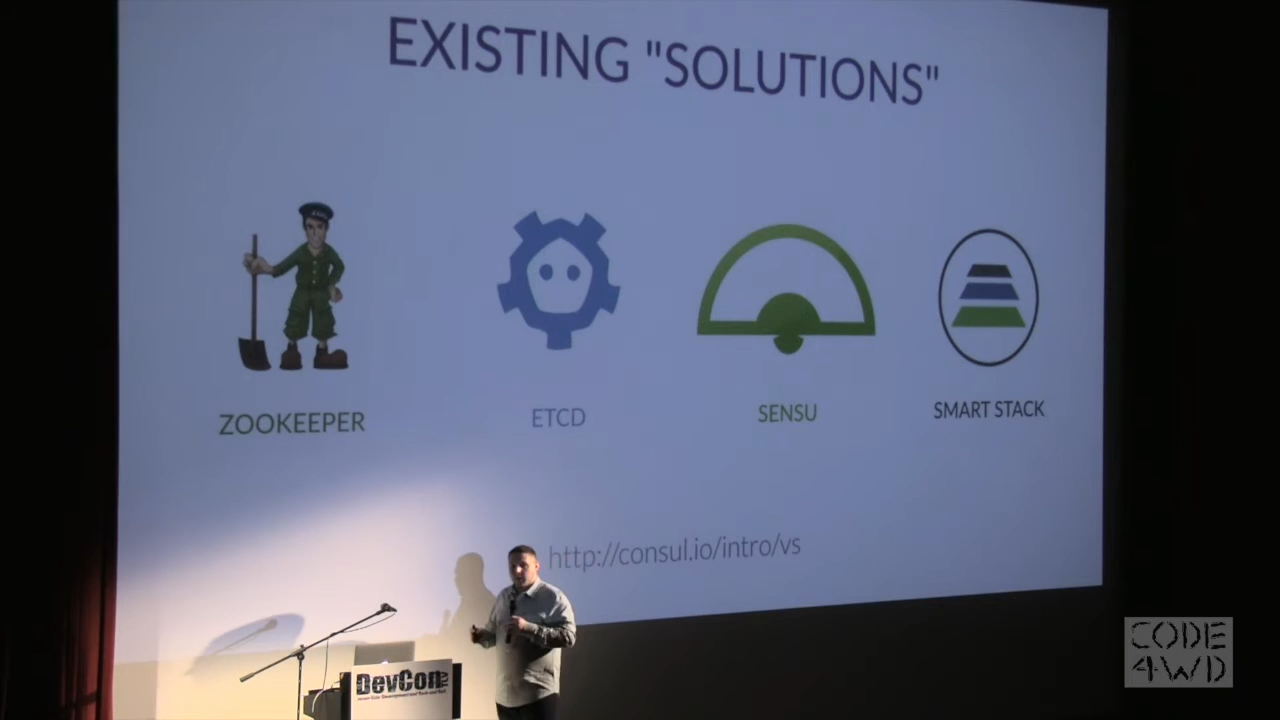 EXISTING "SOLUTIONS"
ZOOKEEPER
ETCD
SENSU
SMART STACK
http://consul.io/intro/vs
DevCon
CODE
4WD